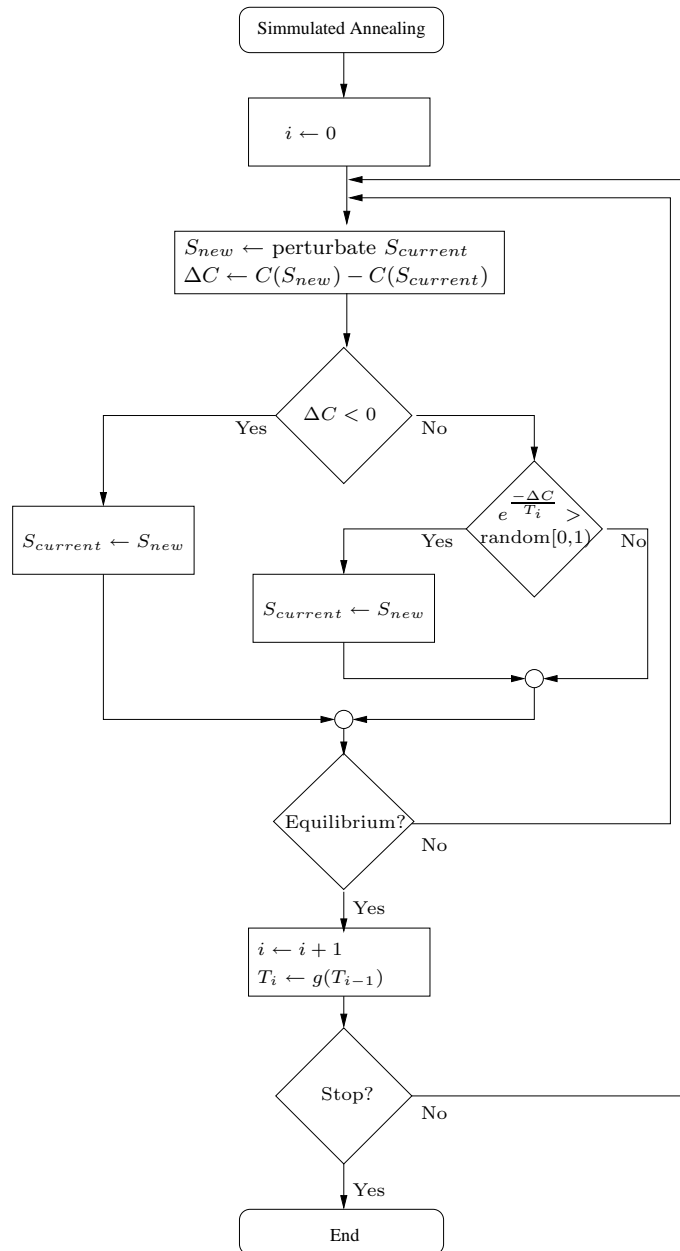 Simmulated Annealing
i ← 0
S_new ← perturbate S_current
ΔC ← C(S_new) − C(S_current)
ΔC < 0
Yes
No
e^{\frac{-ΔC}{T_i}} >
random[0,1)
Yes
No
S_current ← S_new
S_current ← S_new
Equilibrium?
No
Yes
i ← i + 1
T_i ← g(T_{i−1})
Stop?
No
Yes
End